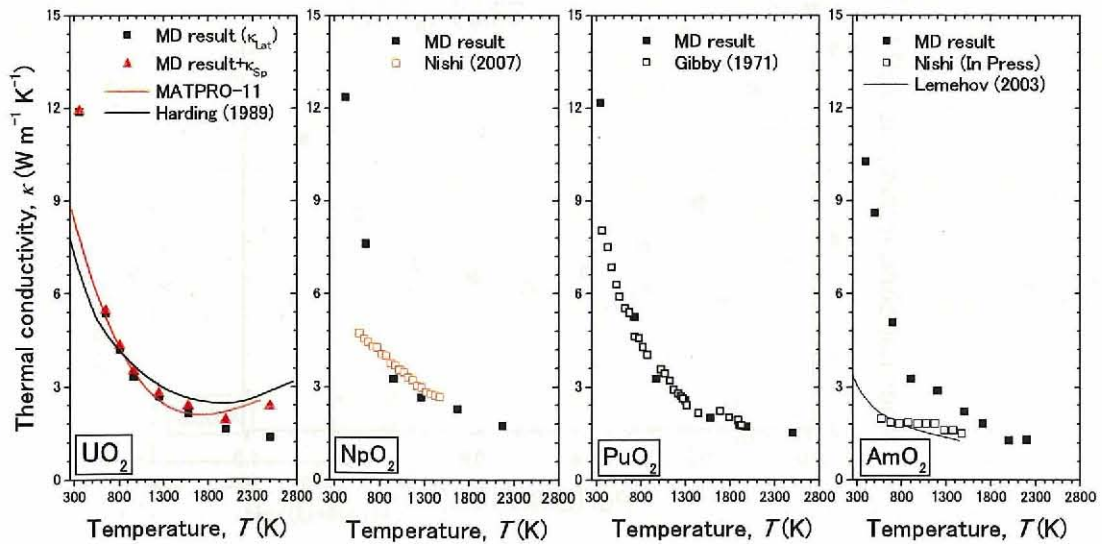 Thermal conductivity, κ (W m⁻¹ K⁻¹)
15
12
9
6
3
0
MD result (κLat)
MD result+κSp
MATPRO-11
Harding (1989)
UO₂
300 800 1300 1800 2300 2800
Temperature, T (K)
15
12
9
6
3
0
MD result
Nishi (2007)
NpO₂
300 800 1300 1800 2300 2800
Temperature, T (K)
15
12
9
6
3
0
MD result
Gibby (1971)
PuO₂
300 800 1300 1800 2300 2800
Temperature, T (K)
15
12
9
6
3
0
MD result
Nishi (In Press)
Lemehov (2003)
AmO₂
300 800 1300 1800 2300 2800
Temperature, T (K)